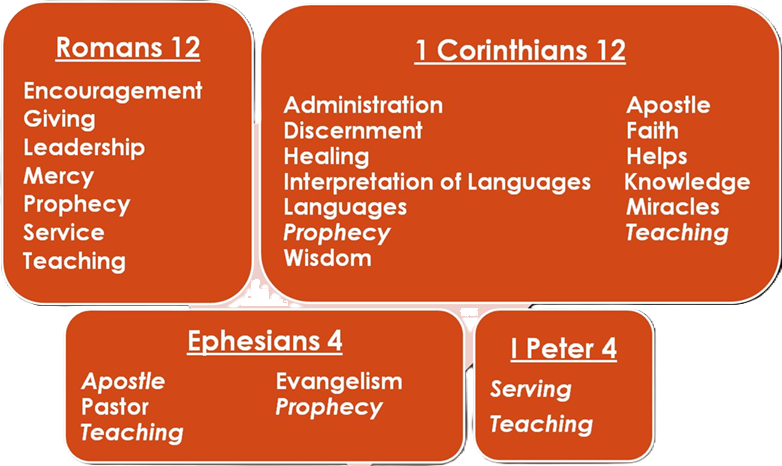 Romans 12
Encouragement
Giving
Leadership
Mercy
Prophecy
Service
Teaching
1 Corinthians 12
Administration
Discernment
Healing
Interpretation of Languages
Languages
Prophecy
Wisdom
Apostle
Faith
Helps
Knowledge
Miracles
Teaching
Ephesians 4
Apostle
Pastor
Teaching
Evangelism
Prophecy
I Peter 4
Serving
Teaching